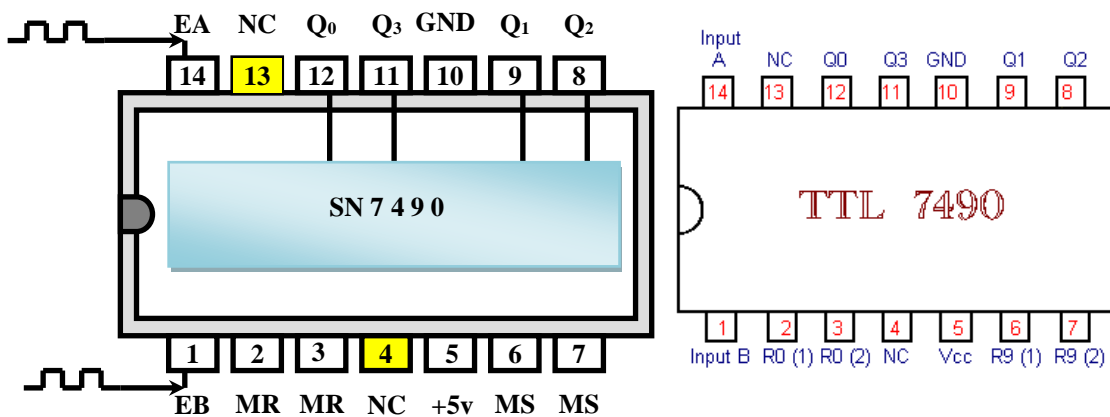 EA NC Q₀ Q₃ GND Q₁ Q₂
14 13 12 11 10 9 8
SN 7 4 9 0
1 2 3 4 5 6 7
EB MR MR NC +5v MS MS
Input
A NC Q0 Q3 GND Q1 Q2
14 13 12 11 10 9 8
TTL 7490
1 2 3 4 5 6 7
Input B R0 (1) R0 (2) NC Vcc R9 (1) R9 (2)